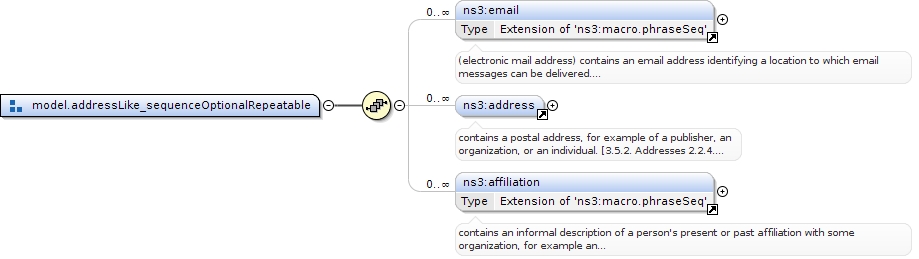 0..∞
ns3:email
Type Extension of 'ns3:macro.phraseSeq'
(electronic mail address) contains an email address identifying a location to which email
messages can be delivered....
model.addressLike_sequenceOptionalRepeatable
0..∞
ns3:address
contains a postal address, for example of a publisher, an
organization, or an individual. [3.5.2. Addresses 2.2.4....
0..∞
ns3:affiliation
Type Extension of 'ns3:macro.phraseSeq'
contains an informal description of a person's present or past affiliation with some
organization, for example an...